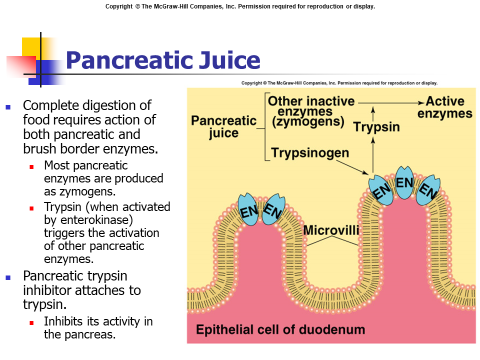 Copyright © The McGraw-Hill Companies, Inc. Permission required for reproduction or display.
Pancreatic Juice
Complete digestion of
food requires action of
both pancreatic and
brush border enzymes.
Most pancreatic
enzymes are produced
as zymogens.
Trypsin (when activated
by enterokinase)
triggers the activation
of other pancreatic
enzymes.
Pancreatic trypsin
inhibitor attaches to
trypsin.
Inhibits its activity in
the pancreas.
Copyright © The McGraw-Hill Companies, Inc. Permission required for reproduction or display.
Pancreatic
juice
Other inactive
enzymes
(zymogens)
Active
enzymes
Trypsin
Trypsinogen
EN
EN
EN
EN
EN
Microvilli
Epithelial cell of duodenum